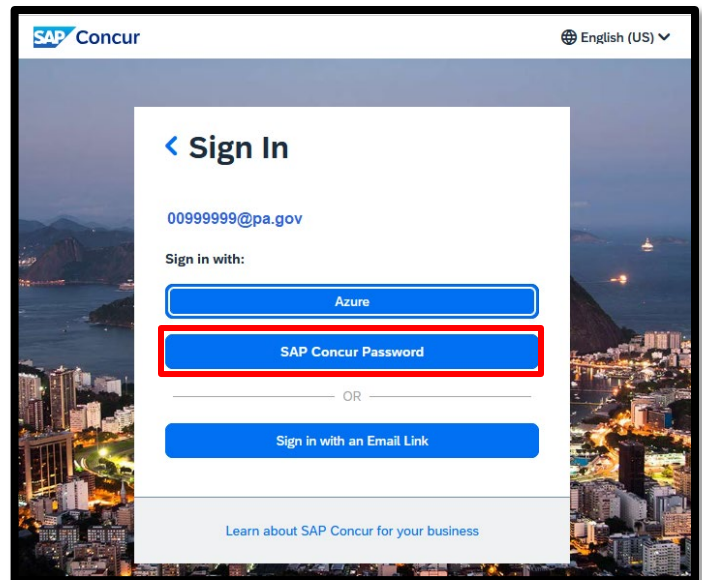 SAP Concur
English (US)
Sign In
00999999@pa.gov
Sign in with:
Azure
SAP Concur Password
OR
Sign in with an Email Link
Learn about SAP Concur for your business